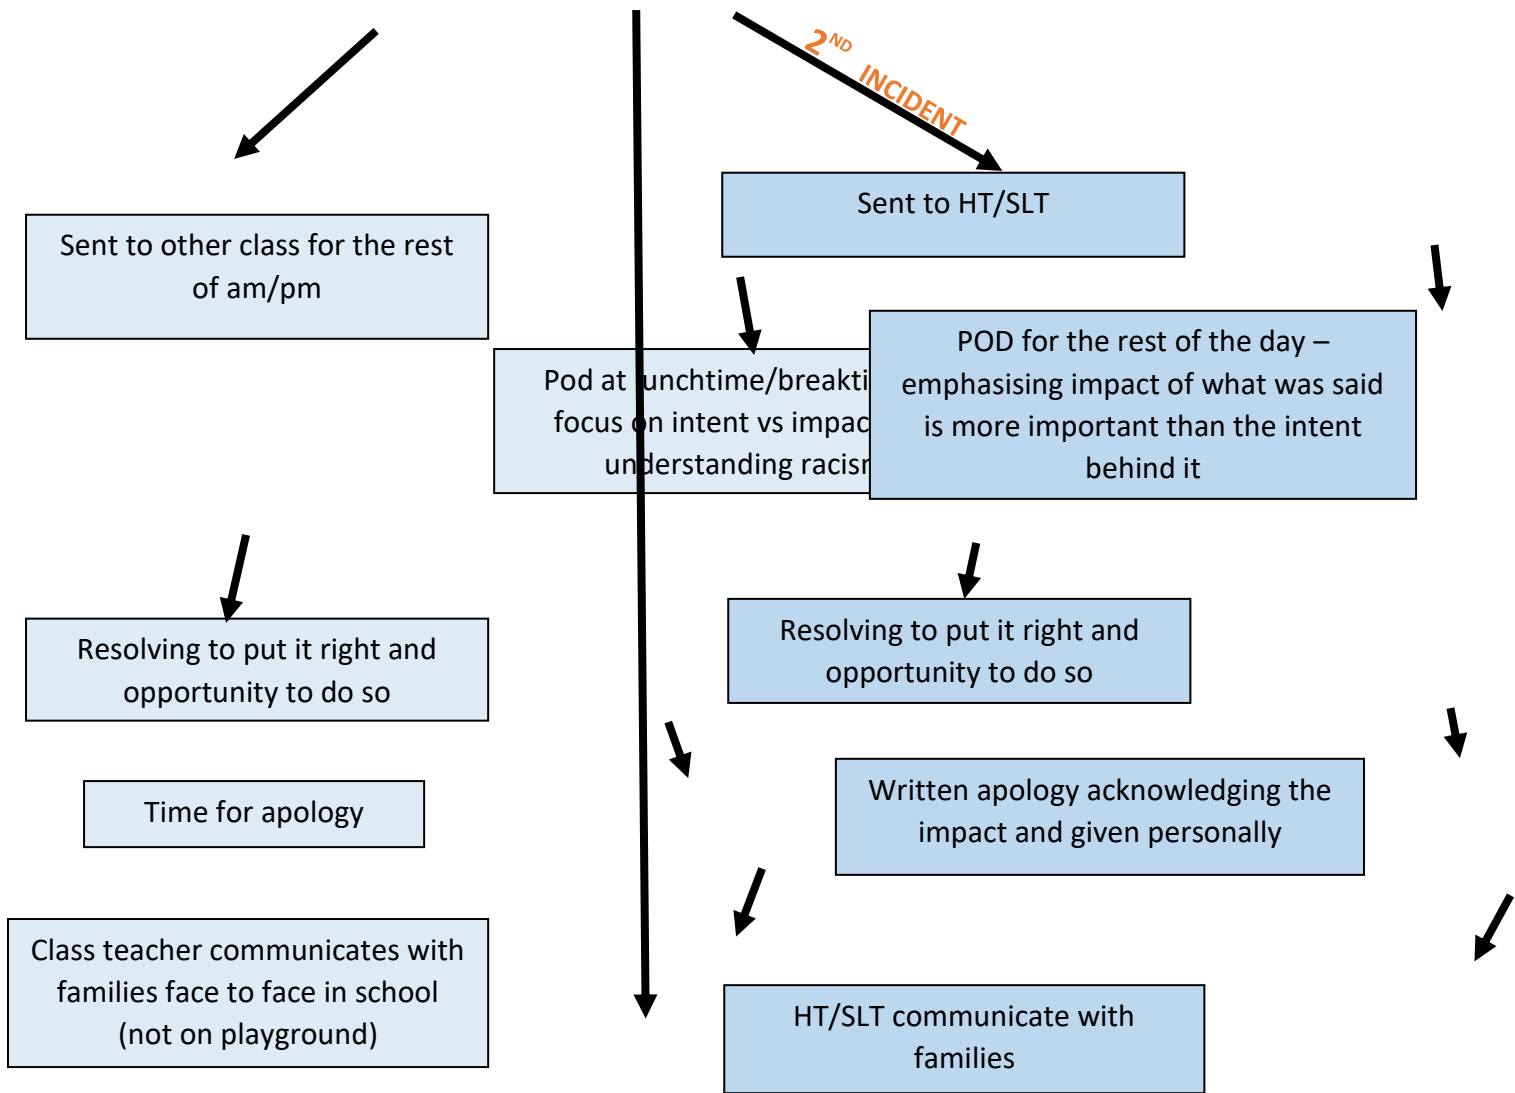 2ND INCIDENT
Sent to HT/SLT
Sent to other class for the rest
of am/pm
Pod at lunchtime/breakti
focus on intent vs impac
understanding racis
POD for the rest of the day –
emphasising impact of what was said
is more important than the intent
behind it
Resolving to put it right and
opportunity to do so
Resolving to put it right and
opportunity to do so
Time for apology
Written apology acknowledging the
impact and given personally
Class teacher communicates with
families face to face in school
(not on playground)
HT/SLT communicate with
families